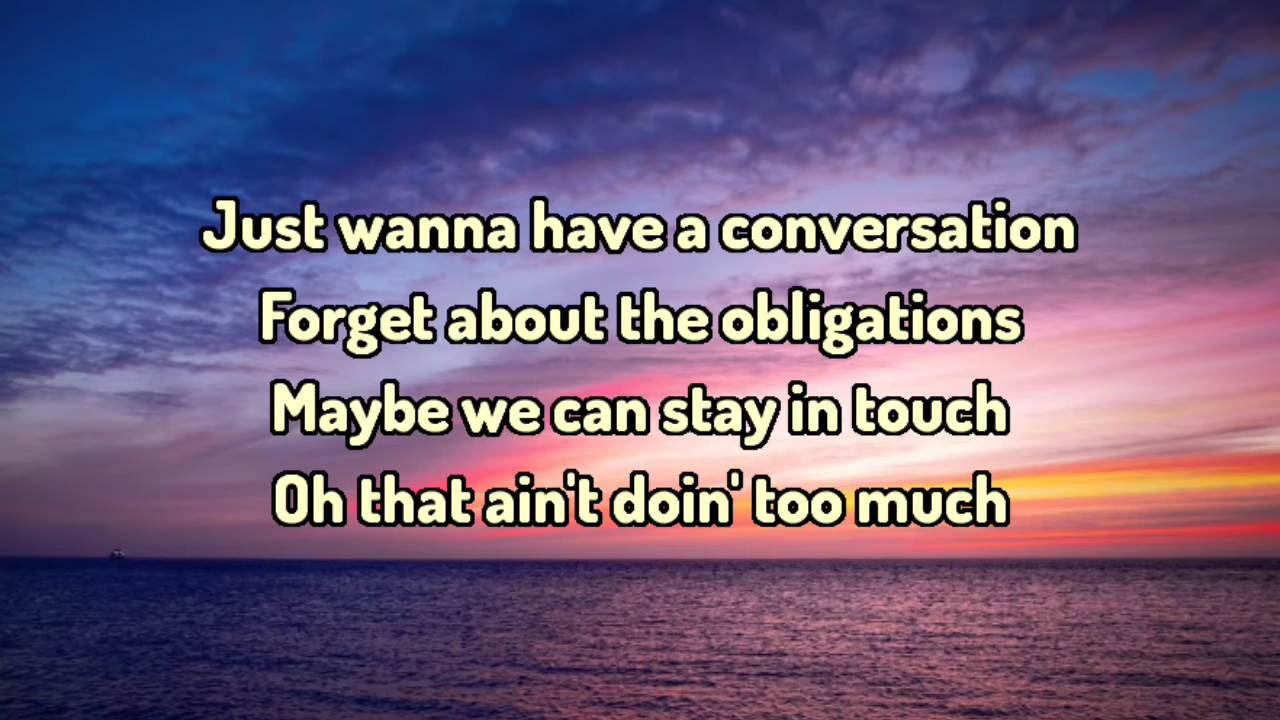 Just wanna have a conversation
Forget about the obligations
Maybe we can stay in touch
Oh that ain't doin' too much